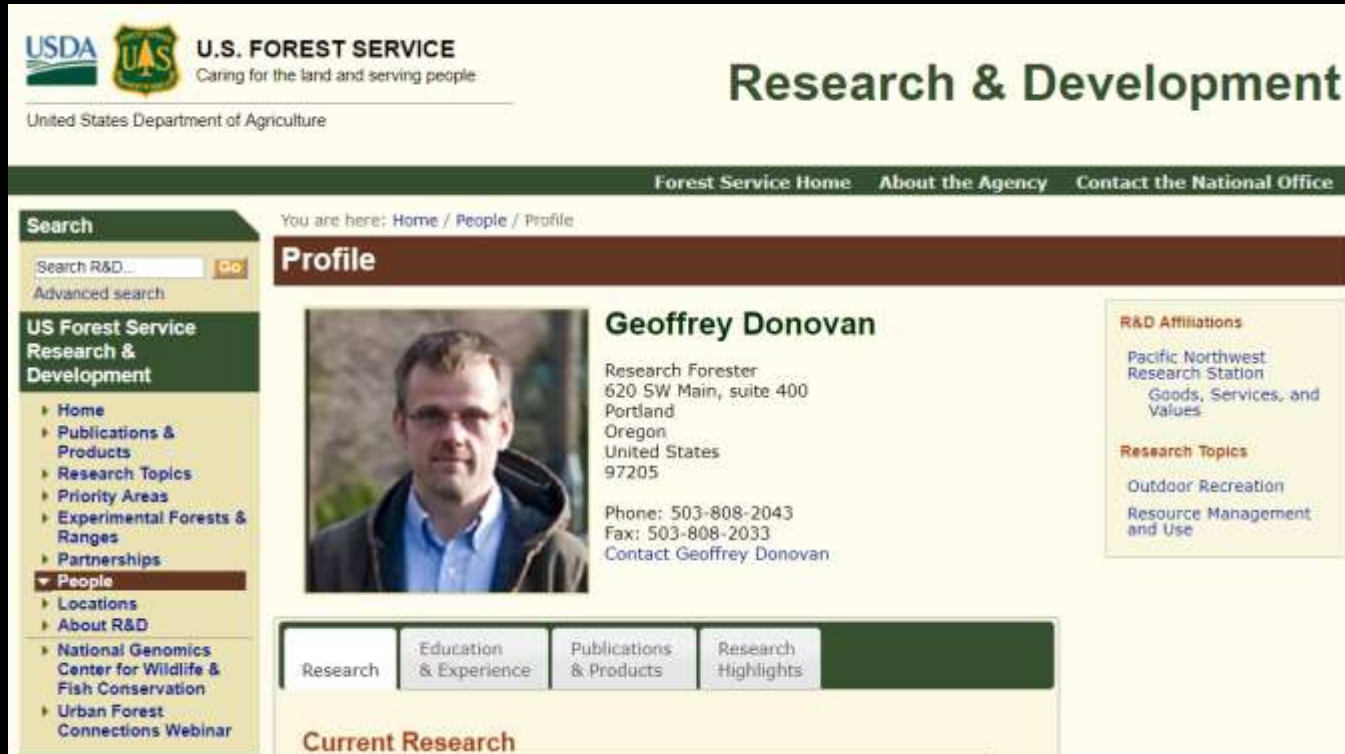 USDA
UAS
U.S. FOREST SERVICE
Caring for the land and serving people
United States Department of Agriculture
Research & Development
Forest Service Home About the Agency Contact the National Office
Search
Search R&D...
Go
Advanced search
US Forest Service
Research &
Development
Home
Publications &
Products
Research Topics
Priority Areas
Experimental Forests &
Ranges
Partnerships
People
Locations
About R&D
National Genomics
Center for Wildlife &
Fish Conservation
Urban Forest
Connections Webinar
You are here: Home / People / Profile
Profile
Geoffrey Donovan
Research Forester
620 SW Main, suite 400
Portland
Oregon
United States
97205
Phone: 503-808-2043
Fax: 503-808-2033
Contact Geoffrey Donovan
R&D Affiliations
Pacific Northwest
Research Station
Goods, Services, and
Values
Research Topics
Outdoor Recreation
Resource Management
and Use
Research
Education
& Experience
Publications
& Products
Research
Highlights
Current Research